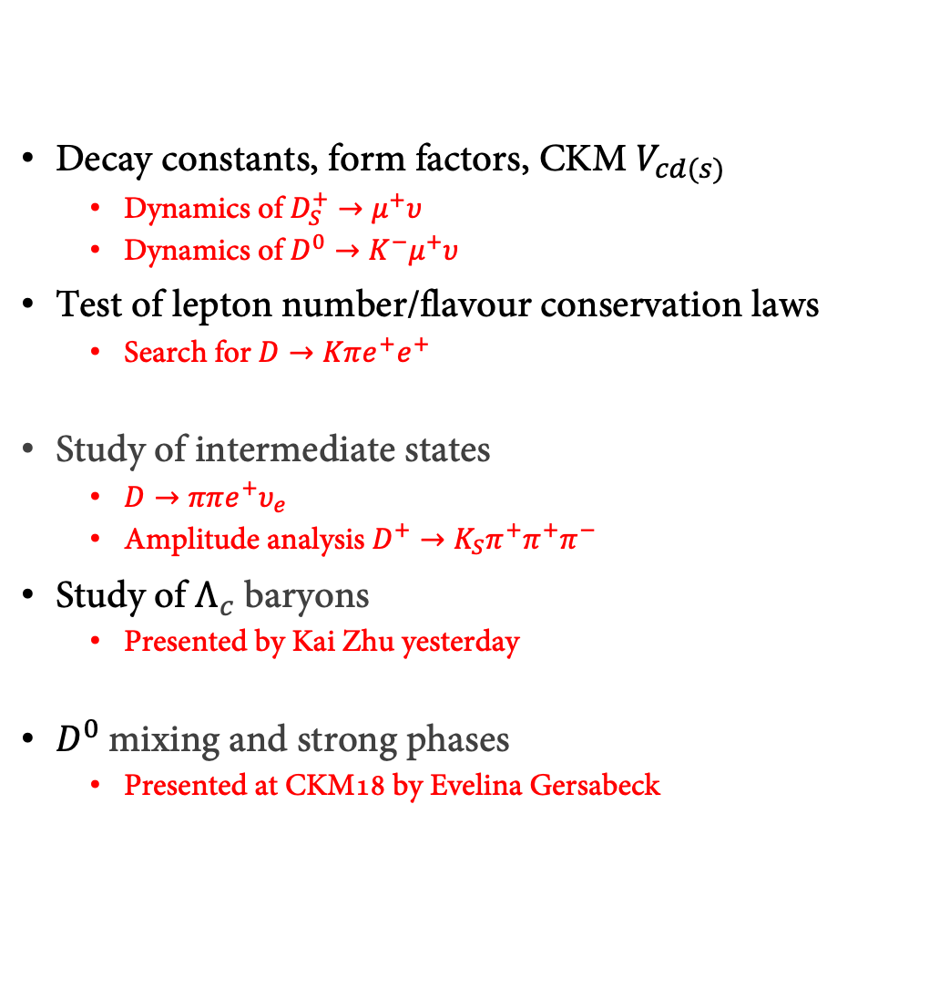 • Decay constants, form factors, CKM $V_{cd(s)}$
• Dynamics of $D_S^+ \to \mu^+ \upsilon$
• Dynamics of $D^0 \to K^- \mu^+ \upsilon$
• Test of lepton number/flavour conservation laws
• Search for $D \to K\pi e^+ e^+$
• Study of intermediate states
• $D \to \pi\pi e^+ \upsilon_e$
• Amplitude analysis $D^+ \to K_S \pi^+ \pi^+ \pi^-$
• Study of $\Lambda_c$ baryons
• Presented by Kai Zhu yesterday
• $D^0$ mixing and strong phases
• Presented at CKM18 by Evelina Gersabeck